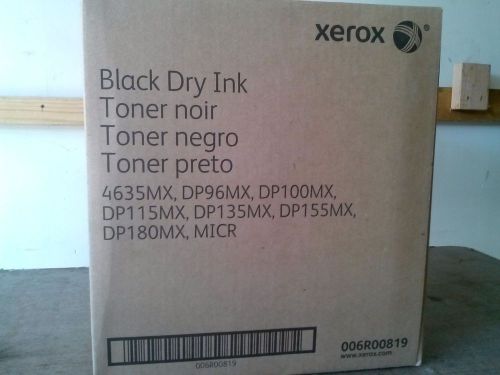 xerox ®
Black Dry Ink
Toner noir
Toner negro
Toner preto
4635MX, DP96MX, DP100MX,
DP115MX, DP135MX, DP155MX,
DP180MX, MICR
006R00819
006R00819
www.xerox.com